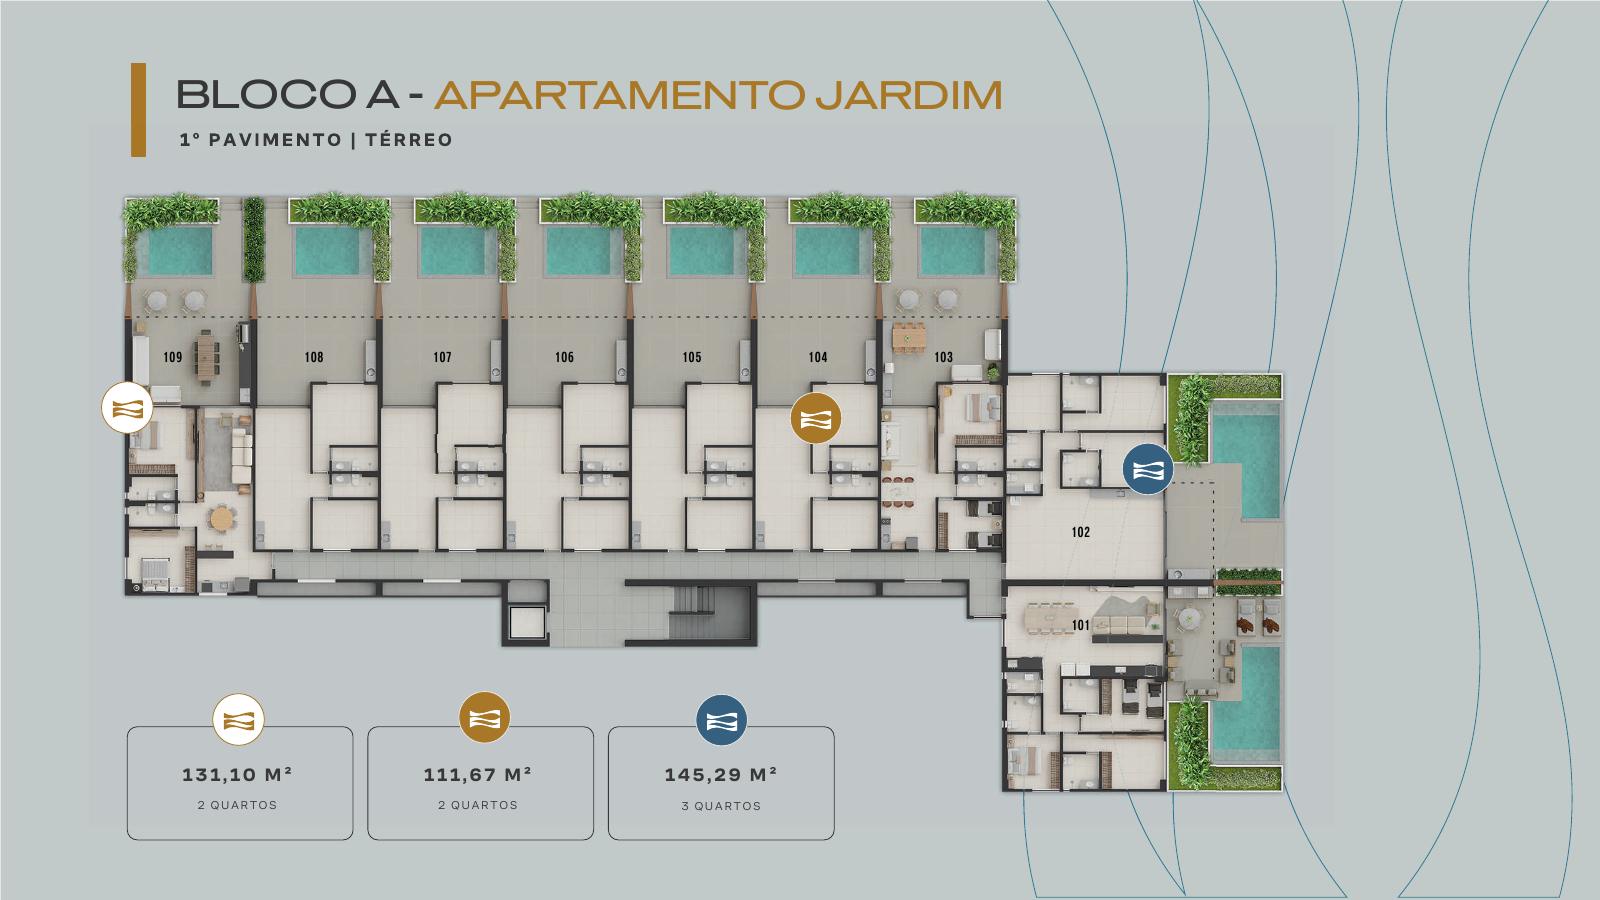 BLOCO A - APARTAMENTO JARDIM
1º PAVIMENTO | TÉRREO
109
108
107
106
105
104
103
102
101
131,10 M²
2 QUARTOS
111,67 M²
2 QUARTOS
145,29 M²
3 QUARTOS